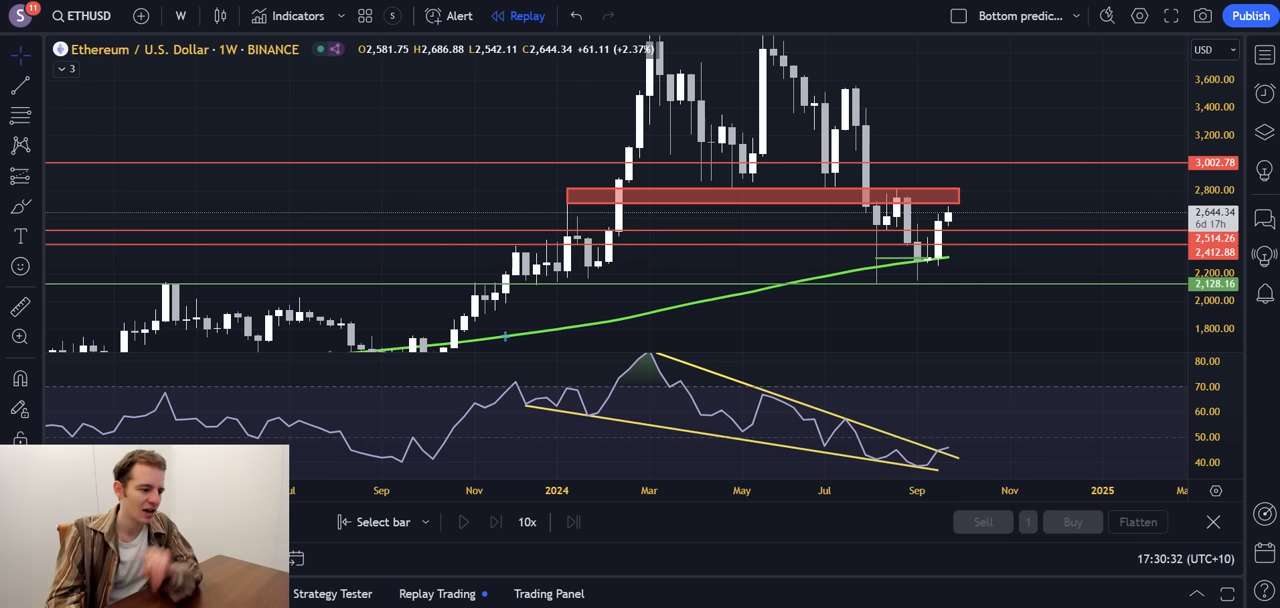 S 11 ETHUSD W Indicators S Alert Replay Bottom predic... Publish
Ethereum / U.S. Dollar · 1W · BINANCE O2,581.75 H2,686.88 L2,542.11 C2,644.34 +61.11 (+2.37%) USD
3
3,600.00
3,400.00
3,200.00
3,002.78
2,800.00
2,644.34
6d 17h
2,514.26
2,412.88
2,200.00
2,128.16
2,000.00
1,800.00
80.00
70.00
60.00
50.00
40.00
ul Sep Nov 2024 Mar May Jul Sep Nov 2025 Ma
Select bar 10x Sell 1 Buy Flatten
17:30:32 (UTC+10)
Strategy Tester Replay Trading Trading Panel